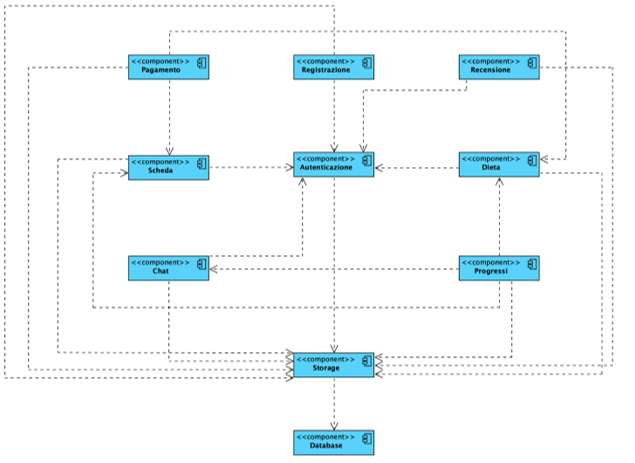 <<component>>
Pagamento
<<component>>
Registrazione
<<component>>
Recensione
<<component>>
Scheda
<<component>>
Autenticazione
<<component>>
Dieta
<<component>>
Chat
<<component>>
Progressi
<<component>>
Storage
<<component>>
Database